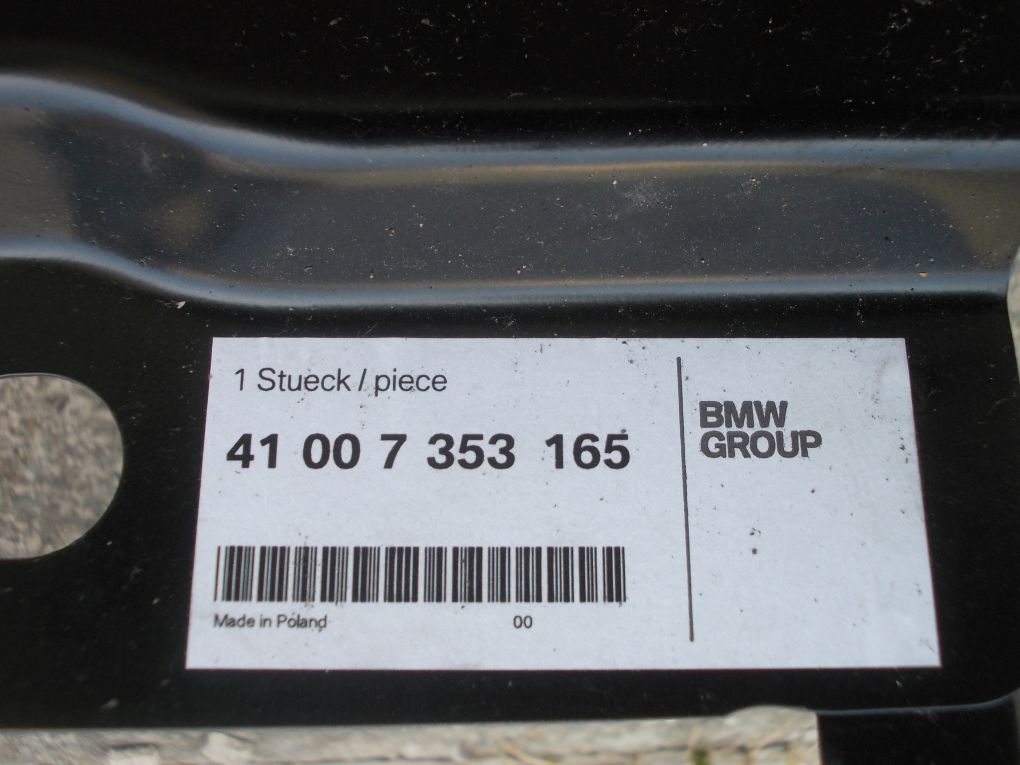 1 Stueck / piece
41 00 7 353 165
Made in Poland 00
BMW
GROUP